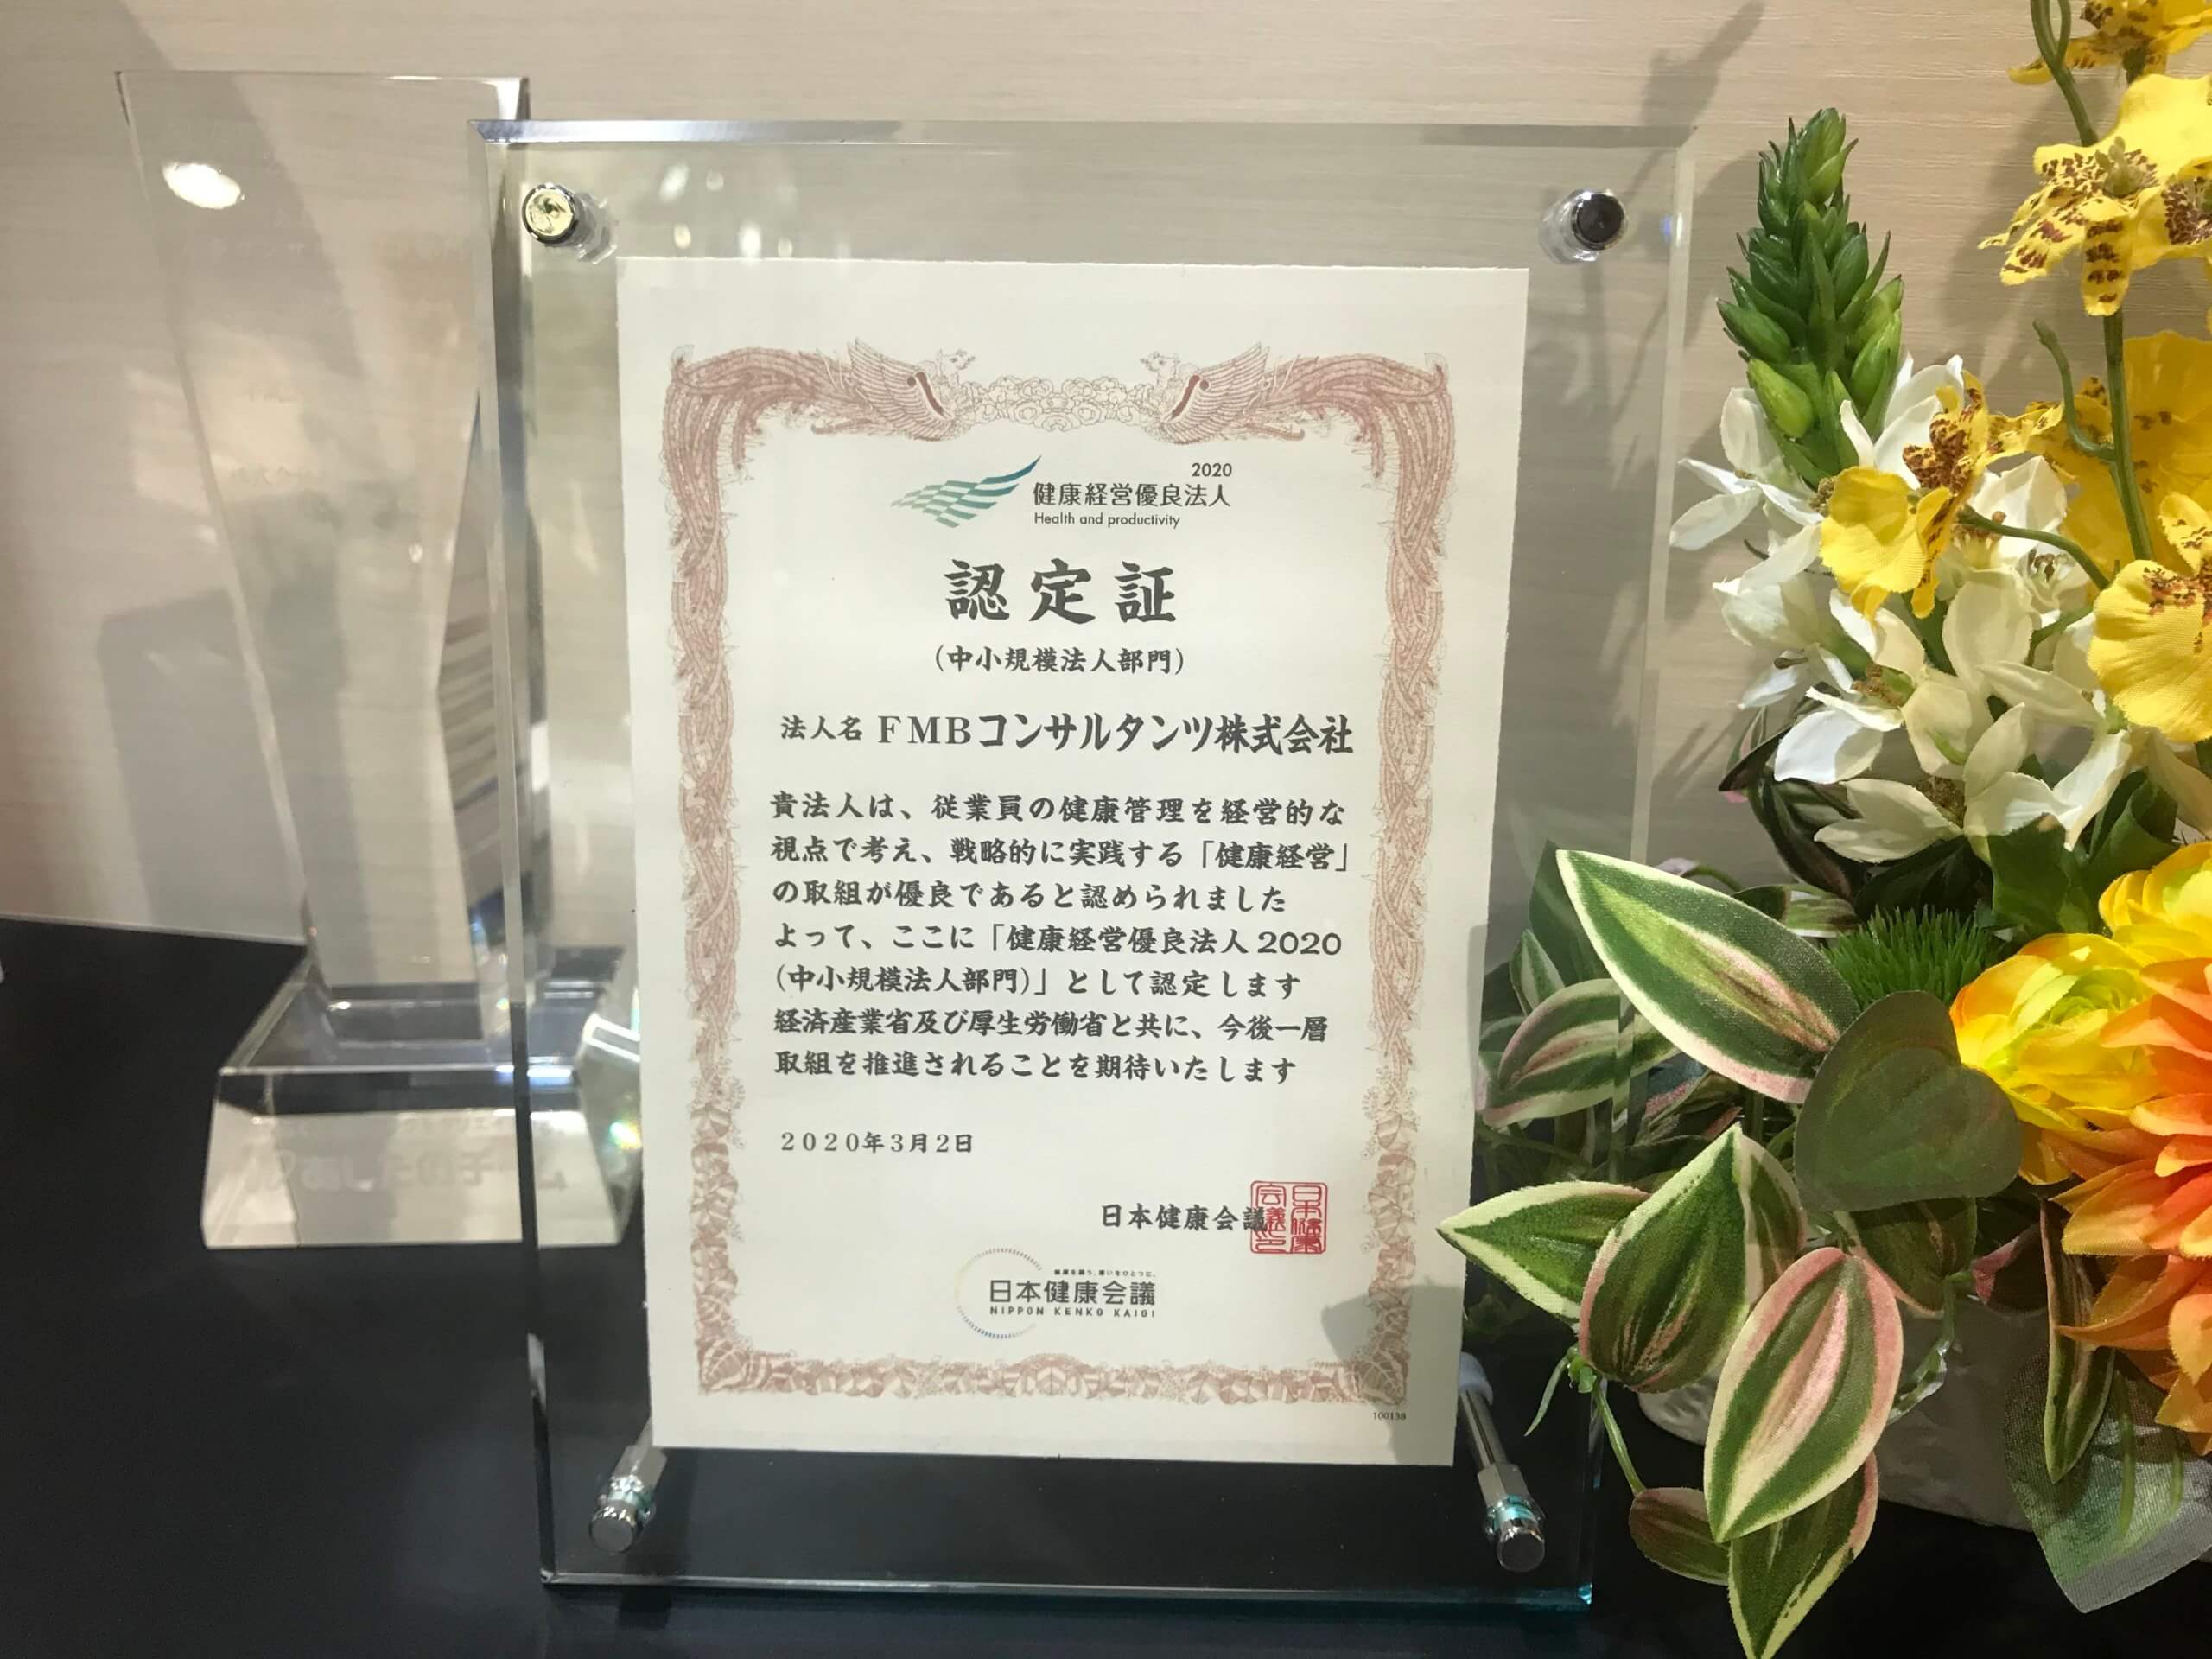 2020
健康経営優良法人
Health and productivity
認定証
(中小規模法人部門)
法人名 FMBコンサルタンツ株式会社
貴法人は、従業員の健康管理を経営的な
視点で考え、戦略的に実践する「健康経営」
の取組が優良であると認められました
よって、ここに「健康経営優良法人2020
(中小規模法人部門)」として認定します
経済産業省及び厚生労働省と共に、今後一層
取組を推進されることを期待いたします
2020年3月2日
日本健康会議
日本健康会議
NIPPON KENKO KAIGI
100138